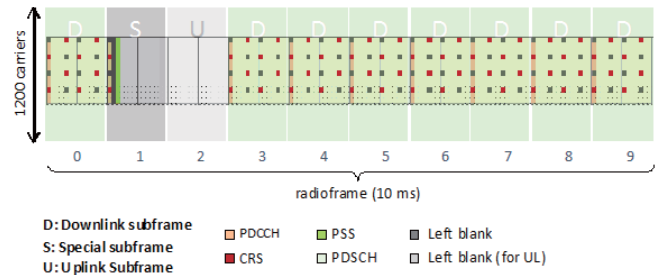 D S U D D D D D D D
1200 carriers
0 1 2 3 4 5 6 7 8 9
radioframe (10 ms)
D: Downlink subframe
S: Special subframe
U: Uplink Subframe
PDCCH PSS Left blank
CRS PDSCH Left blank (for UL)